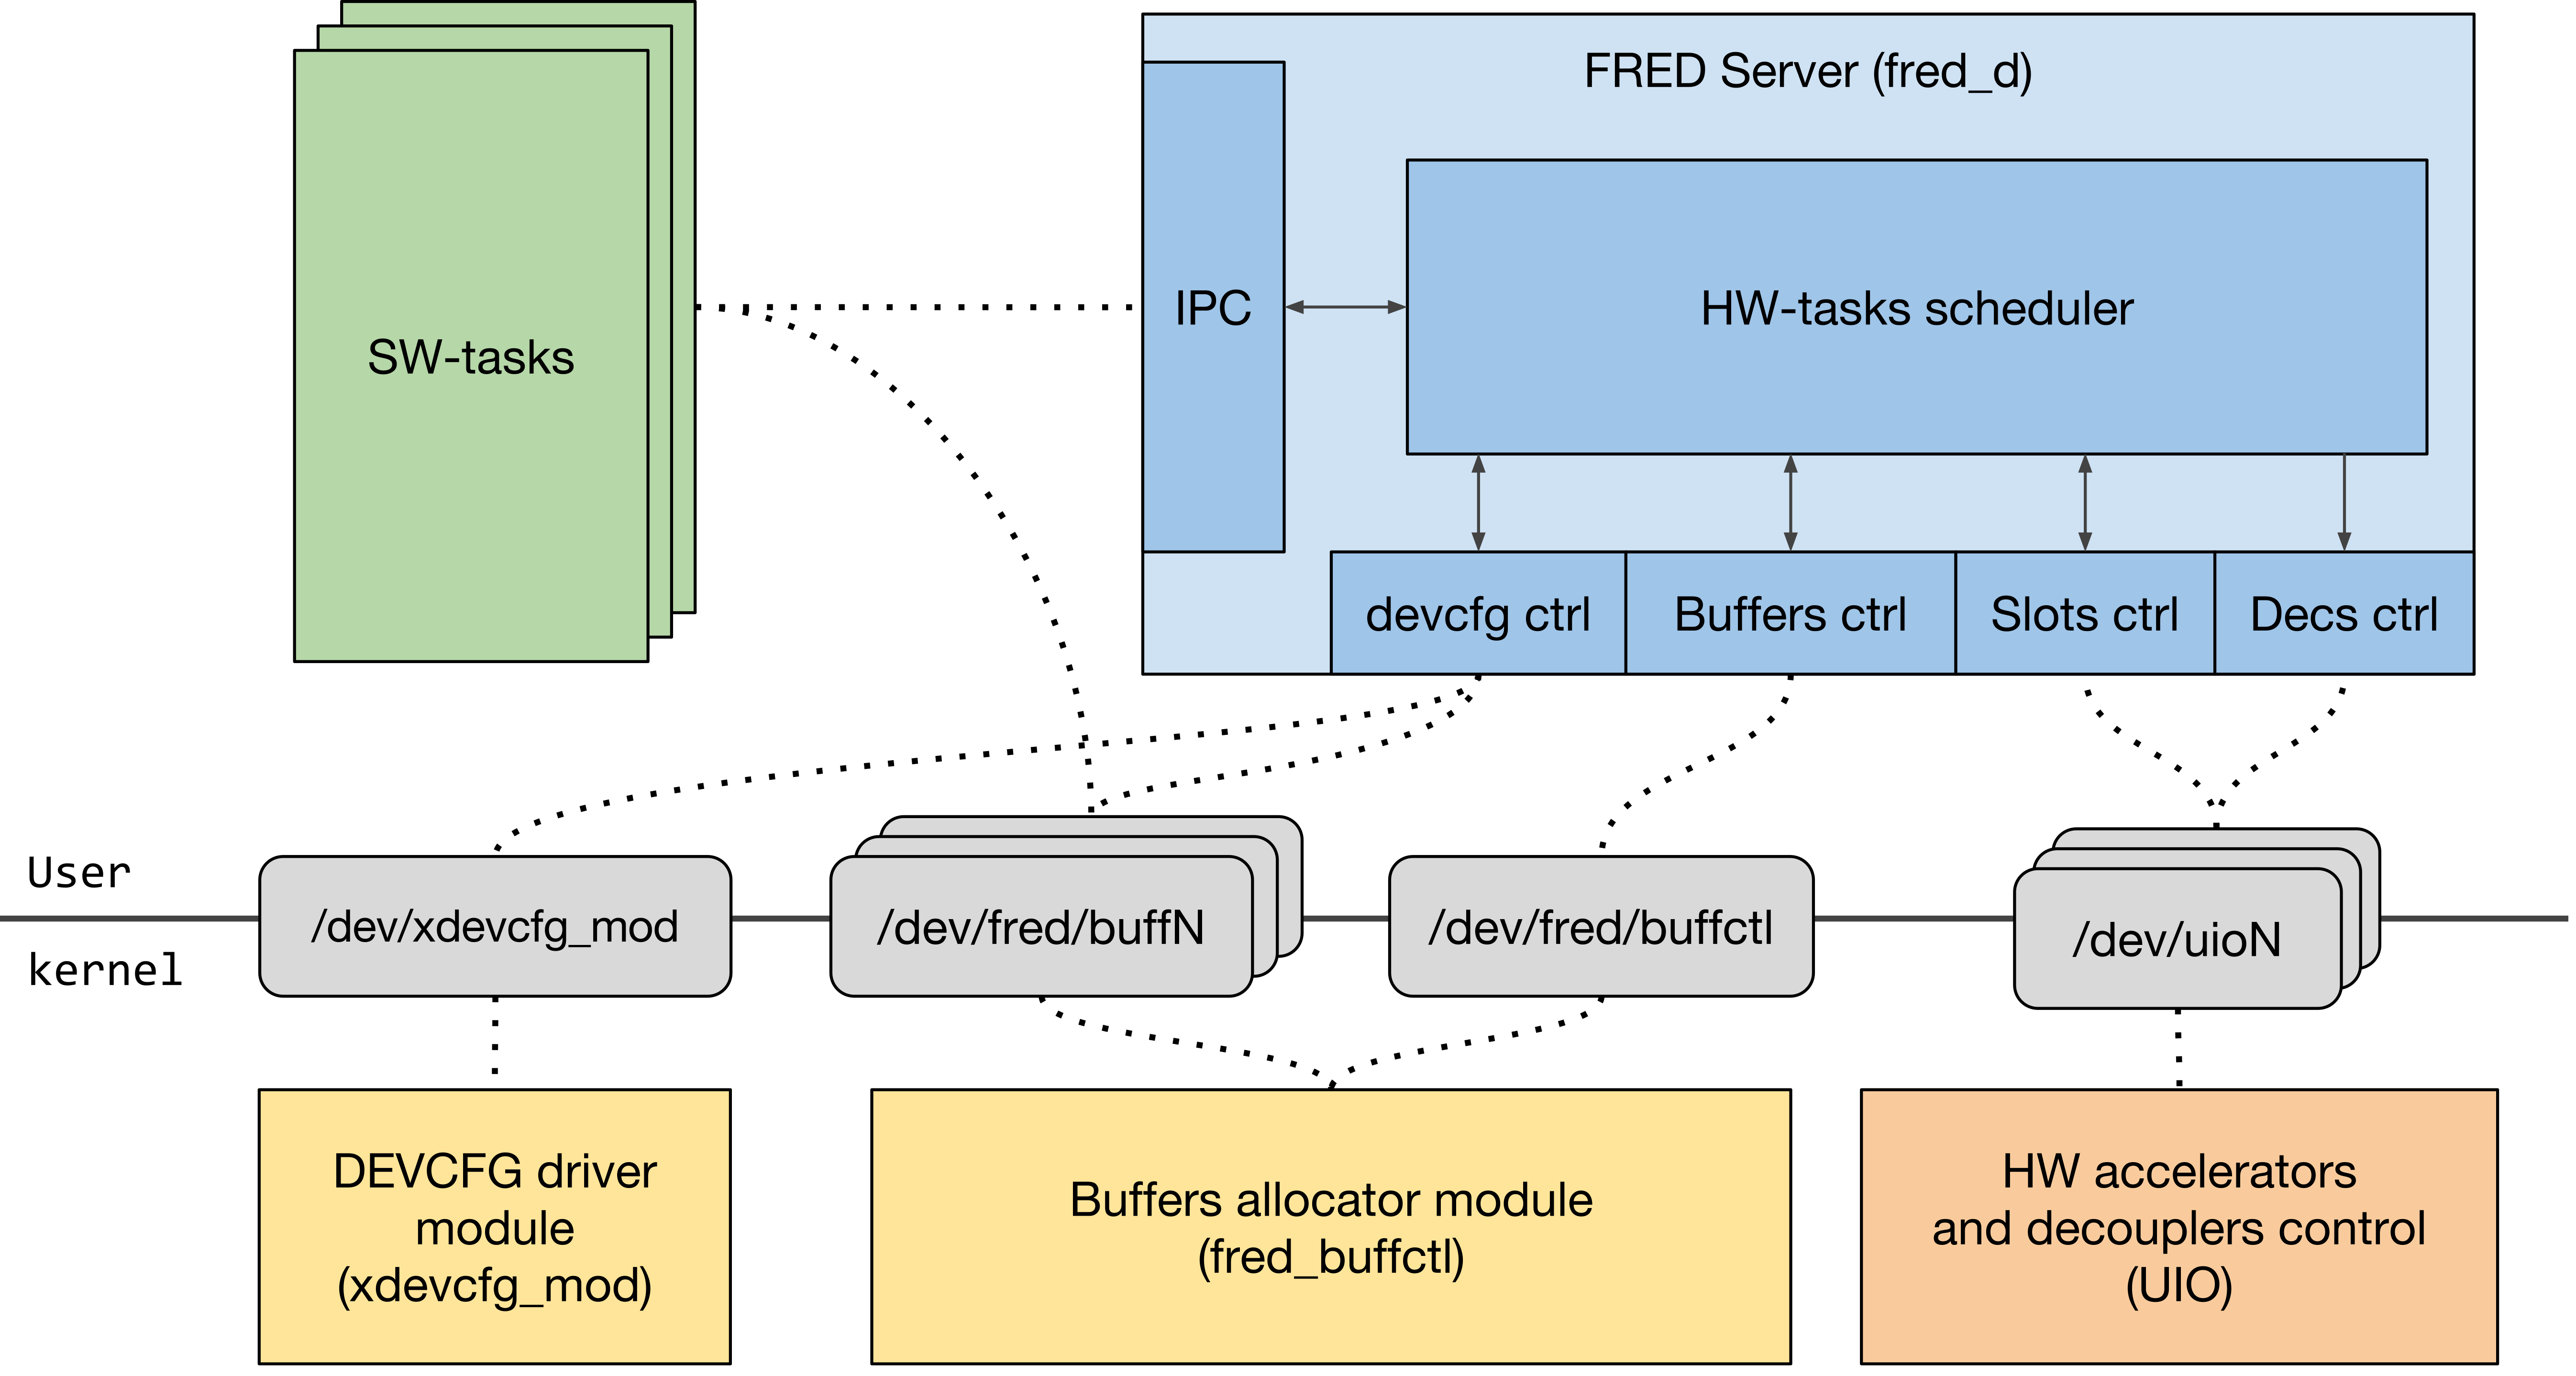 FRED Server (fred_d)
SW-tasks
IPC
HW-tasks scheduler
devcfg ctrl
Buffers ctrl
Slots ctrl
Decs ctrl
User
kernel
/dev/xdevcfg_mod
/dev/fred/buffN
/dev/fred/buffctl
/dev/uioN
DEVCFG driver
module
(xdevcfg_mod)
Buffers allocator module
(fred_buffctl)
HW accelerators
and decouplers control
(UIO)